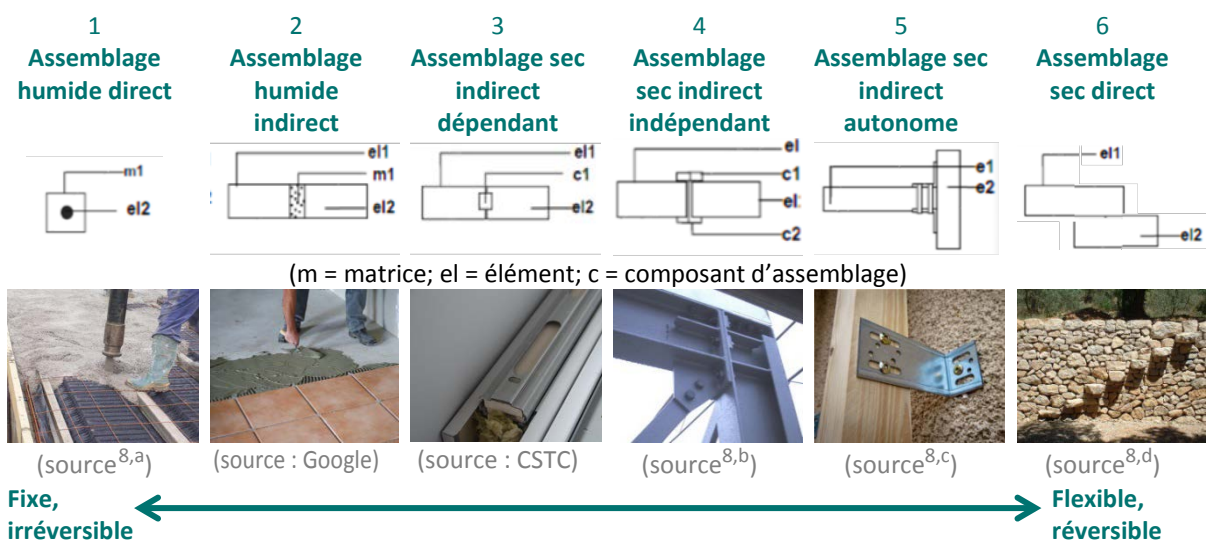 1
Assemblage
humide direct
2
Assemblage
humide
indirect
3
Assemblage sec
indirect
dépendant
4
Assemblage
sec indirect
indépendant
5
Assemblage sec
indirect
autonome
6
Assemblage
sec direct
m1
el2
el1
m1
el2
2
el1
c1
el2
el
c1
el
c2
e1
e2
el1
el2
(m = matrice; el = élément; c = composant d’assemblage)
(source8,a)
(source : Google)
(source : CSTC)
(source8,b)
(source8,c)
(source8,d)
Fixe,
irréversible
Flexible,
réversible